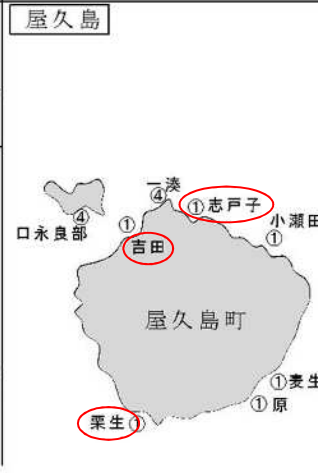 屋久島
一湊
④
①志戸子
小瀬田
①
④
口永良部
①
吉田
屋久島町
①麦生
①原
栗生①